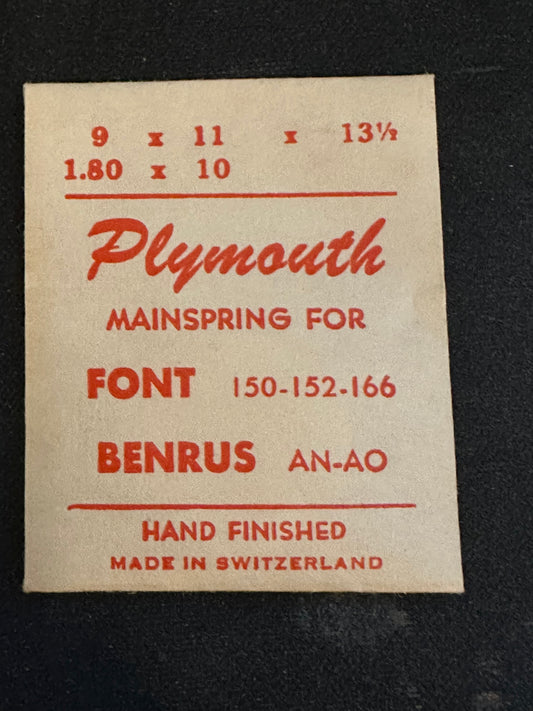 9 x 11 x 13½
1.80 x 10
Plymouth
MAINSPRING FOR
FONT 150-152-166
BENRUS AN-AO
HAND FINISHED
MADE IN SWITZERLAND